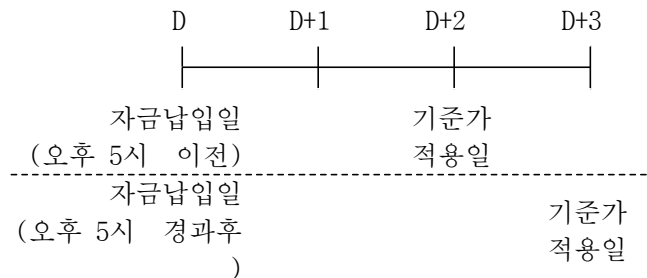 D D+1 D+2 D+3
자금납입일 기준가
(오후 5시 이전) 적용일
자금납입일
기준가
(오후 5시 경과후
적용일
)